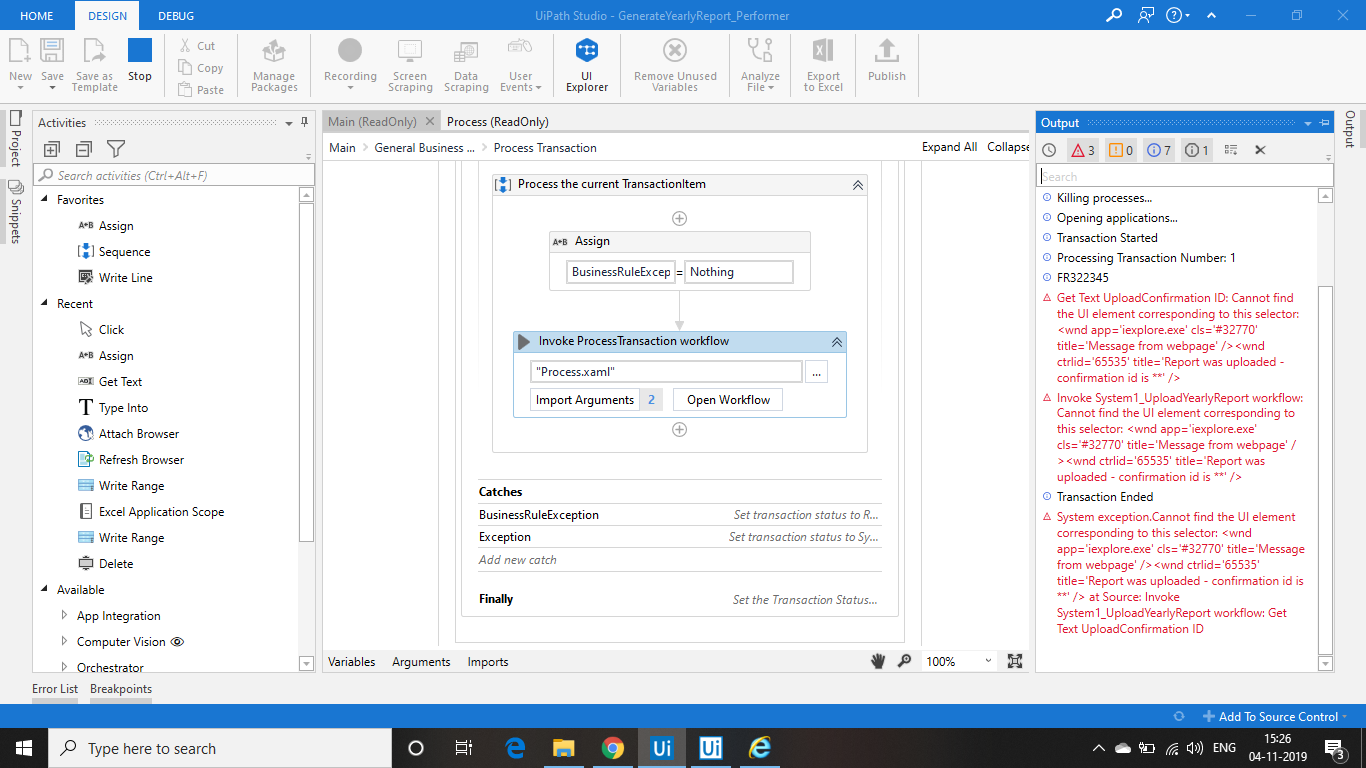 HOME
DESIGN
DEBUG
UiPath Studio - GenerateYearlyReport_Performer
New
Save
Save as
Template
Stop
Cut
Copy
Paste
Manage
Packages
Recording
Screen
Scraping
Data
Scraping
User
Events
UI
Explorer
Remove Unused
Variables
Analyze
File
Export
to Excel
Publish
Project
Snippets
Activities
Search activities (Ctrl+Alt+F)
Favorites
Assign
Sequence
Write Line
Recent
Click
Assign
Get Text
Type Into
Attach Browser
Refresh Browser
Write Range
Excel Application Scope
Write Range
Delete
Available
App Integration
Computer Vision
Orchestrator
Main (ReadOnly)
Process (ReadOnly)
Main > General Business ... > Process Transaction
Expand All
Collapse
Process the current TransactionItem
A+B Assign
BusinessRuleExcep = Nothing
Invoke ProcessTransaction workflow
"Process.xaml"
...
Import Arguments 2
Open Workflow
Catches
BusinessRuleException Set transaction status to R...
Exception Set transaction status to Sy...
Add new catch
Finally Set the Transaction Status...
Variables
Arguments
Imports
100%
Output
3
0
7
1
Search
Killing processes...
Opening applications...
Transaction Started
Processing Transaction Number: 1
FR322345
Get Text UploadConfirmation ID: Cannot find
the UI element corresponding to this selector:
<wnd app='iexplore.exe' cls='#32770'
title='Message from webpage' /><wnd
ctrlid='65535' title='Report was uploaded -
confirmation id is **' />
Invoke System1_UploadYearlyReport workflow:
Cannot find the UI element corresponding to
this selector: <wnd app='iexplore.exe'
cls='#32770' title='Message from webpage' /
><wnd ctrlid='65535' title='Report was
uploaded - confirmation id is **' />
Transaction Ended
System exception.Cannot find the UI element
corresponding to this selector: <wnd
app='iexplore.exe' cls='#32770' title='Message
from webpage' /><wnd ctrlid='65535'
title='Report was uploaded - confirmation id is
**' /> at Source: Invoke
System1_UploadYearlyReport workflow: Get
Text UploadConfirmation ID
Output
Error List
Breakpoints
Add To Source Control
Type here to search
Ui
Ui
ENG
15:26
04-11-2019
3